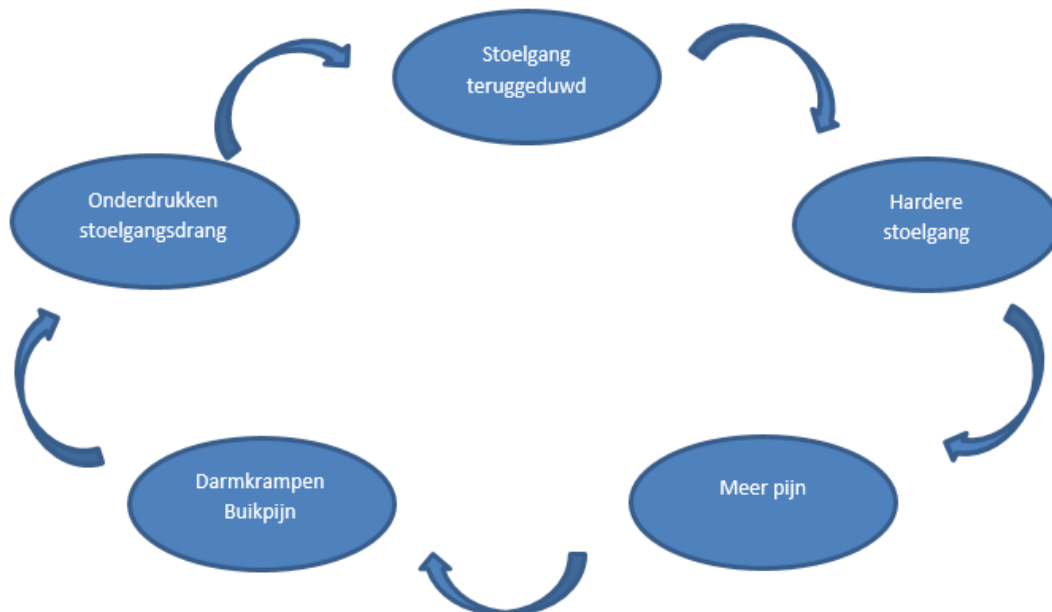 Stoelgang
teruggeduwd
Hardere
stoelgang
Meer pijn
Darmkrampen
Buikpijn
Onderdrukken
stoelgangsdrang